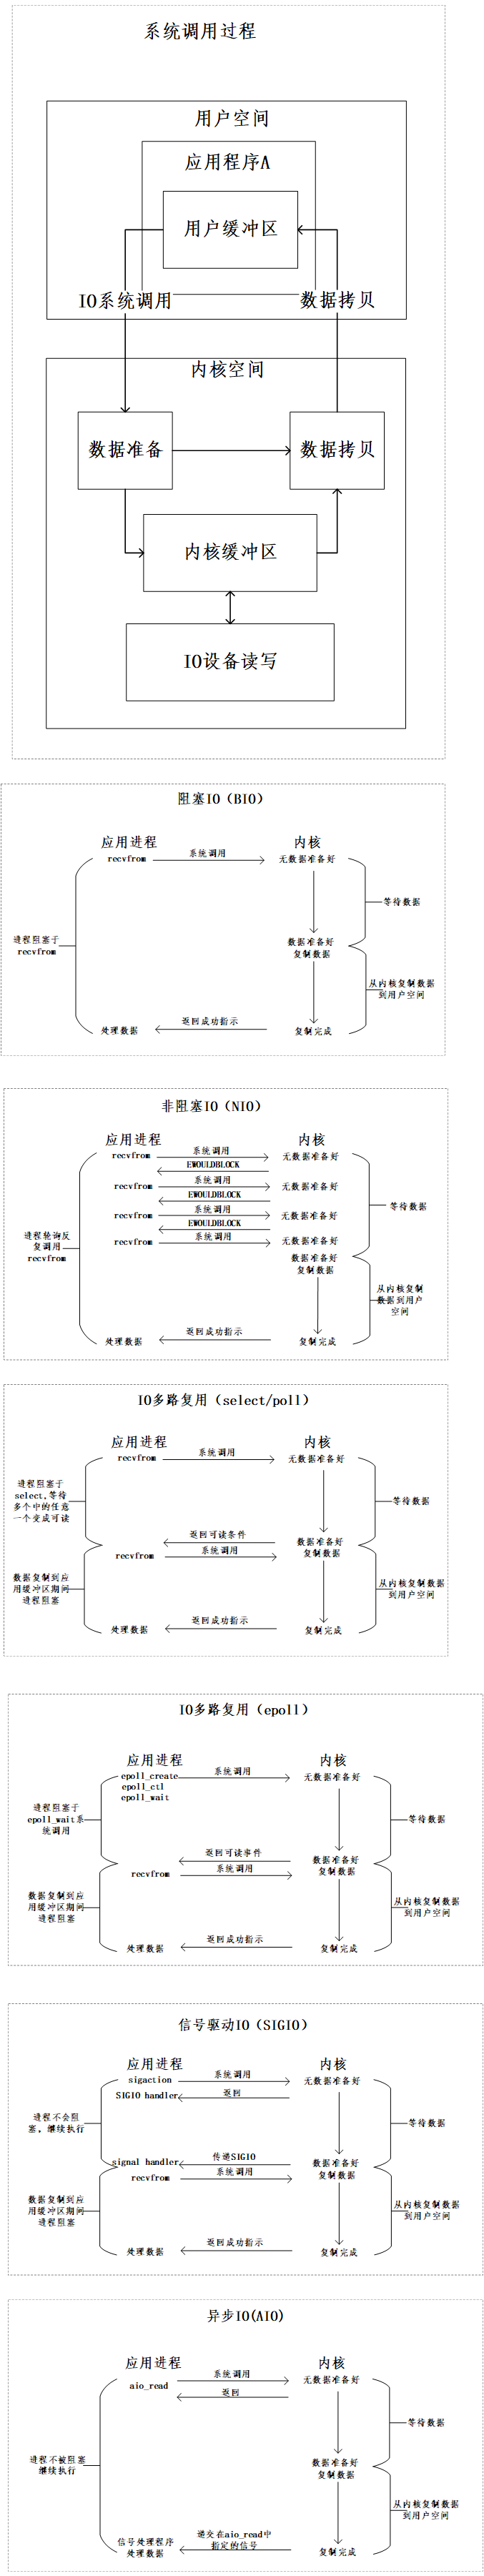 系统调用过程
用户空间
应用程序A
用户缓冲区
IO系统调用
数据拷贝
内核空间
数据准备
数据拷贝
内核缓冲区
IO设备读写
阻塞IO（BIO）
应用进程
内核
recvfrom
系统调用
无数据准备好
等待数据
进程阻塞于
recvfrom
数据准备好
复制数据
从内核复制数据
到用户空间
处理数据
返回成功指示
复制完成
非阻塞IO（NIO）
应用进程
内核
recvfrom
系统调用
无数据准备好
EWOULDBLOCK
recvfrom
系统调用
无数据准备好
EWOULDBLOCK
recvfrom
系统调用
无数据准备好
EWOULDBLOCK
recvfrom
系统调用
无数据准备好
等待数据
进程轮询反
复调用
recvfrom
数据准备好
复制数据
从内核复制
数据到用户
空间
处理数据
返回成功指示
复制完成
IO多路复用（select/poll）
应用进程
内核
recvfrom
系统调用
无数据准备好
进程阻塞于
select,等待
多个中的任意
一个变成可读
等待数据
返回可读条件
数据准备好
复制数据
recvfrom
系统调用
数据复制到应
用缓冲区期间
进程阻塞
从内核复制数据
到用户空间
处理数据
返回成功指示
复制完成
IO多路复用（epoll）
应用进程
内核
epoll_create
epoll_ctl
epoll_wait
系统调用
无数据准备好
进程阻塞于
epoll_wait系
统调用
等待数据
返回可读事件
数据准备好
复制数据
recvfrom
系统调用
数据复制到应
用缓冲区期间
进程阻塞
从内核复制数据
到用户空间
处理数据
返回成功指示
复制完成
信号驱动IO（SIGIO）
应用进程
内核
sigaction
系统调用
无数据准备好
SIGIO handler
返回
进程不会阻
塞，继续执行
等待数据
signal handler
传递SIGIO
数据准备好
复制数据
recvfrom
系统调用
数据复制到应
用缓冲区期间
进程阻塞
从内核复制数据
到用户空间
处理数据
返回成功指示
复制完成
异步IO(AIO)
应用进程
内核
aio_read
系统调用
无数据准备好
返回
等待数据
进程不被阻塞
继续执行
数据准备好
复制数据
从内核复制数据
到用户空间
信号处理程序
处理数据
递交在aio_read中
指定的信号
复制完成